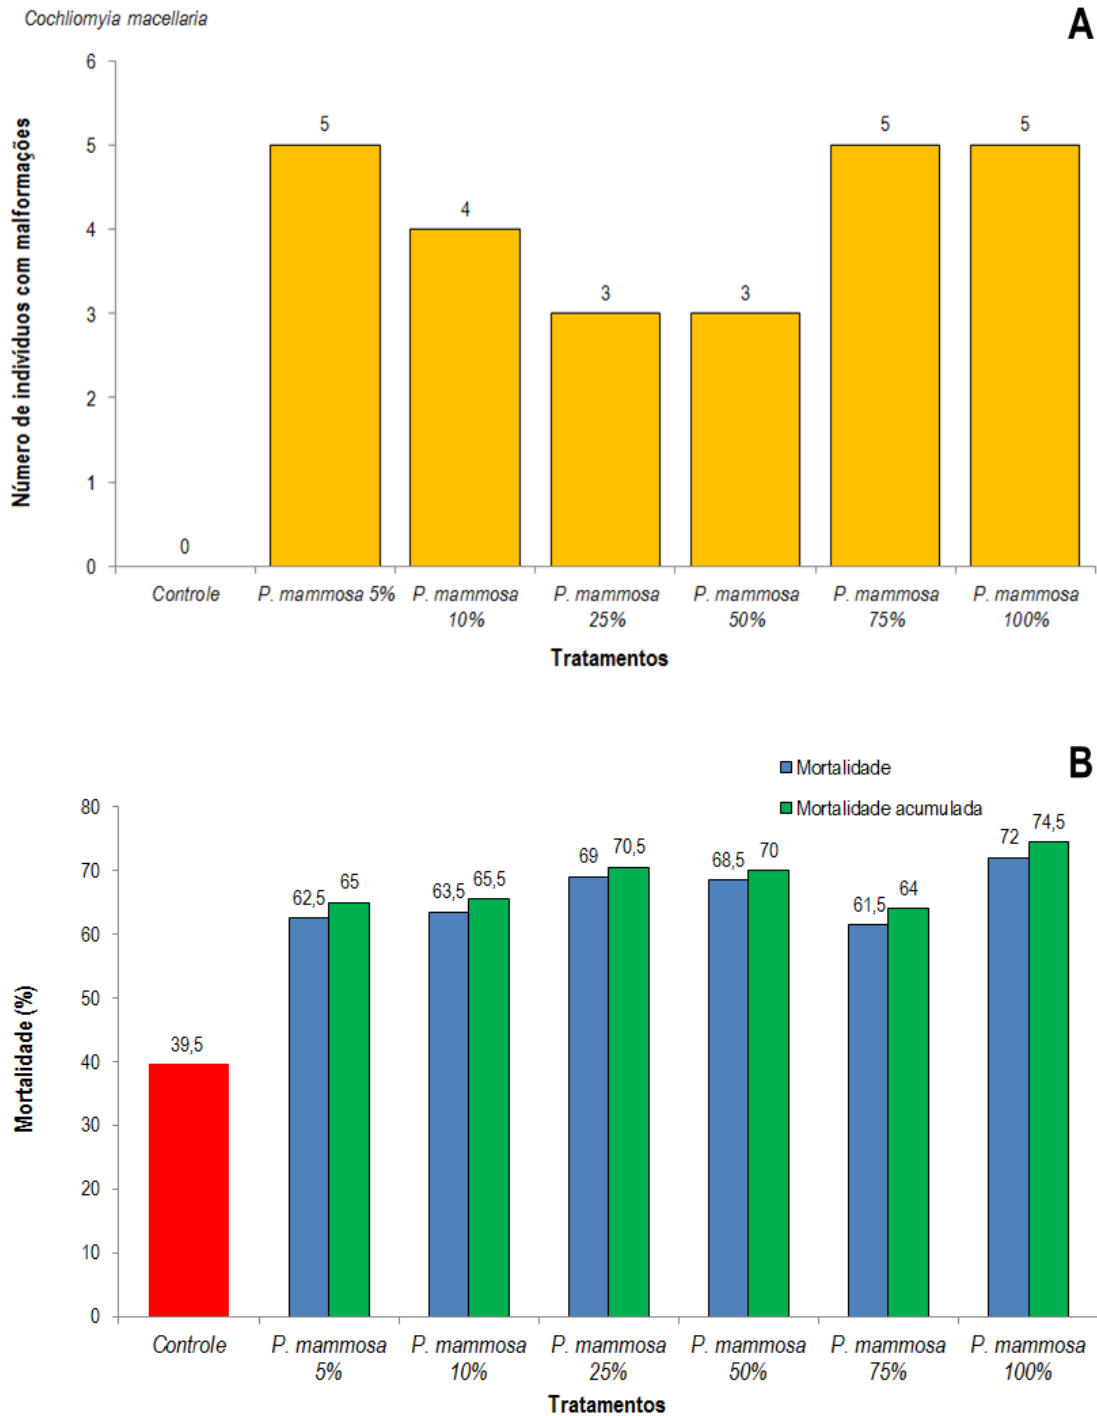 Cochliomyia macellaria
A
Número de indivíduos com malformações
6
5
4
3
2
1
0
0
5
4
3
3
5
5
Controle
P. mammosa 5%
P. mammosa
10%
P. mammosa
25%
P. mammosa
50%
P. mammosa
75%
P. mammosa
100%
Tratamentos
B
Mortalidade
Mortalidade acumulada
Mortalidade (%)
80
70
60
50
40
30
20
10
0
39,5
62,5
65
63,5
65,5
69
70,5
68,5
70
61,5
64
72
74,5
Controle
P. mammosa
5%
P. mammosa
10%
P. mammosa
25%
P. mammosa
50%
P. mammosa
75%
P. mammosa
100%
Tratamentos